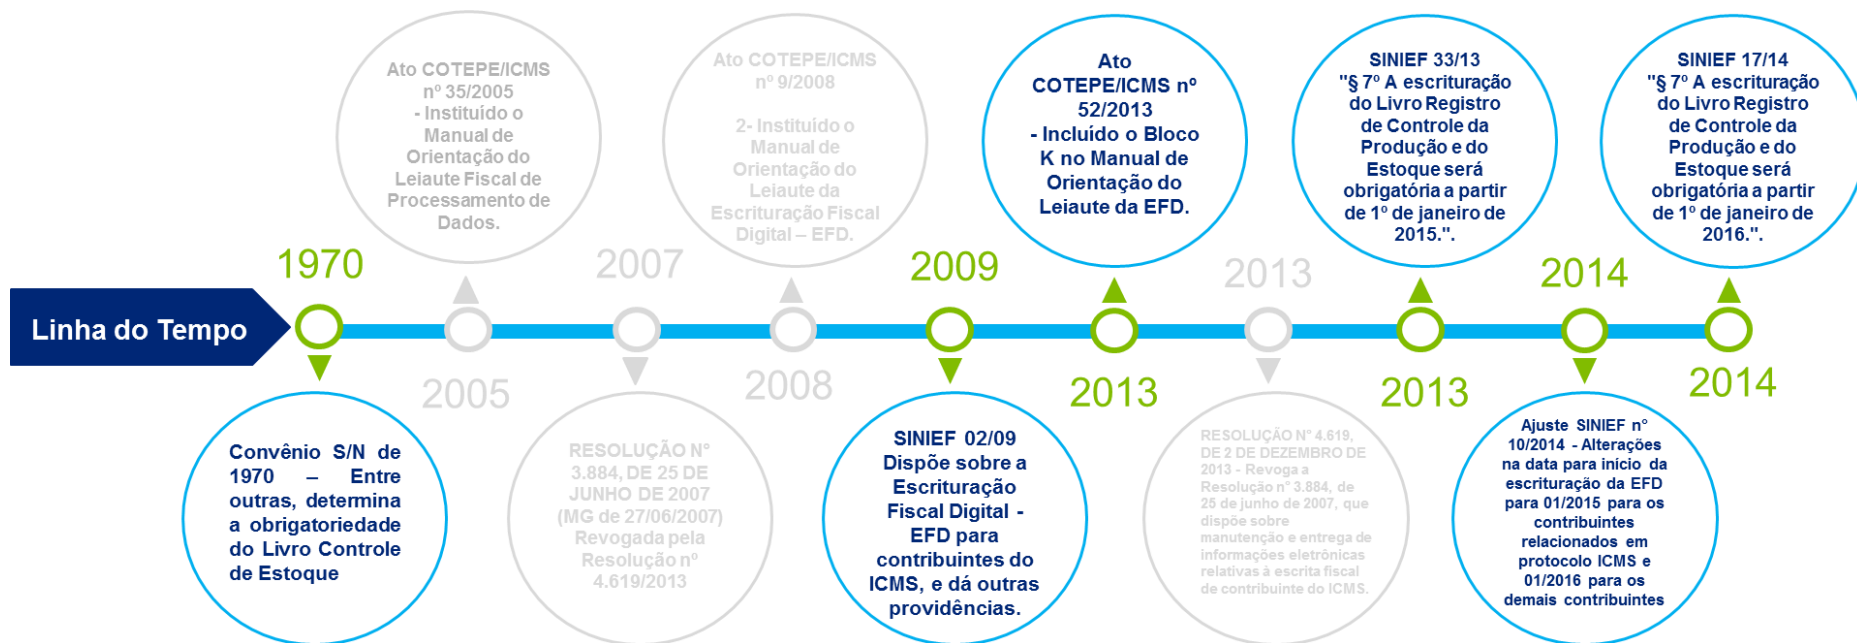 Linha do Tempo
1970
Convênio S/N de
1970 – Entre
outras, determina
a obrigatoriedade
do Livro Controle
de Estoque
Ato COTEPE/ICMS
nº 35/2005
- Instituído o
Manual de
Orientação do
Leiaute Fiscal de
Processamento de
Dados.
2005
2007
RESOLUÇÃO N°
3.884, DE 25 DE
JUNHO DE 2007
(MG de 27/06/2007)
Revogada pela
Resolução nº
4.619/2013
Ato COTEPE/ICMS
nº 9/2008
2- Instituído o
Manual de
Orientação do
Leiaute da
Escrituração Fiscal
Digital – EFD.
2008
2009
SINIEF 02/09
Dispõe sobre a
Escrituração
Fiscal Digital -
EFD para
contribuintes do
ICMS, e dá outras
providências.
Ato
COTEPE/ICMS nº
52/2013
- Incluído o Bloco
K no Manual de
Orientação do
Leiaute da EFD.
2013
2013
RESOLUÇÃO N° 4.619,
DE 2 DE DEZEMBRO DE
2013 - Revoga a
Resolução n° 3.884, de
25 de junho de 2007, que
dispõe sobre
manutenção e entrega de
informações eletrônicas
relativas à escrita fiscal
de contribuinte do ICMS.
SINIEF 33/13
"§ 7º A escrituração
do Livro Registro
de Controle da
Produção e do
Estoque será
obrigatória a partir
de 1º de janeiro de
2015.".
2013
2014
Ajuste SINIEF n°
10/2014 - Alterações
na data para início da
escrituração da EFD
para 01/2015 para os
contribuintes
relacionados em
protocolo ICMS e
01/2016 para os
demais contribuintes
SINIEF 17/14
"§ 7º A escrituração
do Livro Registro
de Controle da
Produção e do
Estoque será
obrigatória a partir
de 1º de janeiro de
2016.".
2014